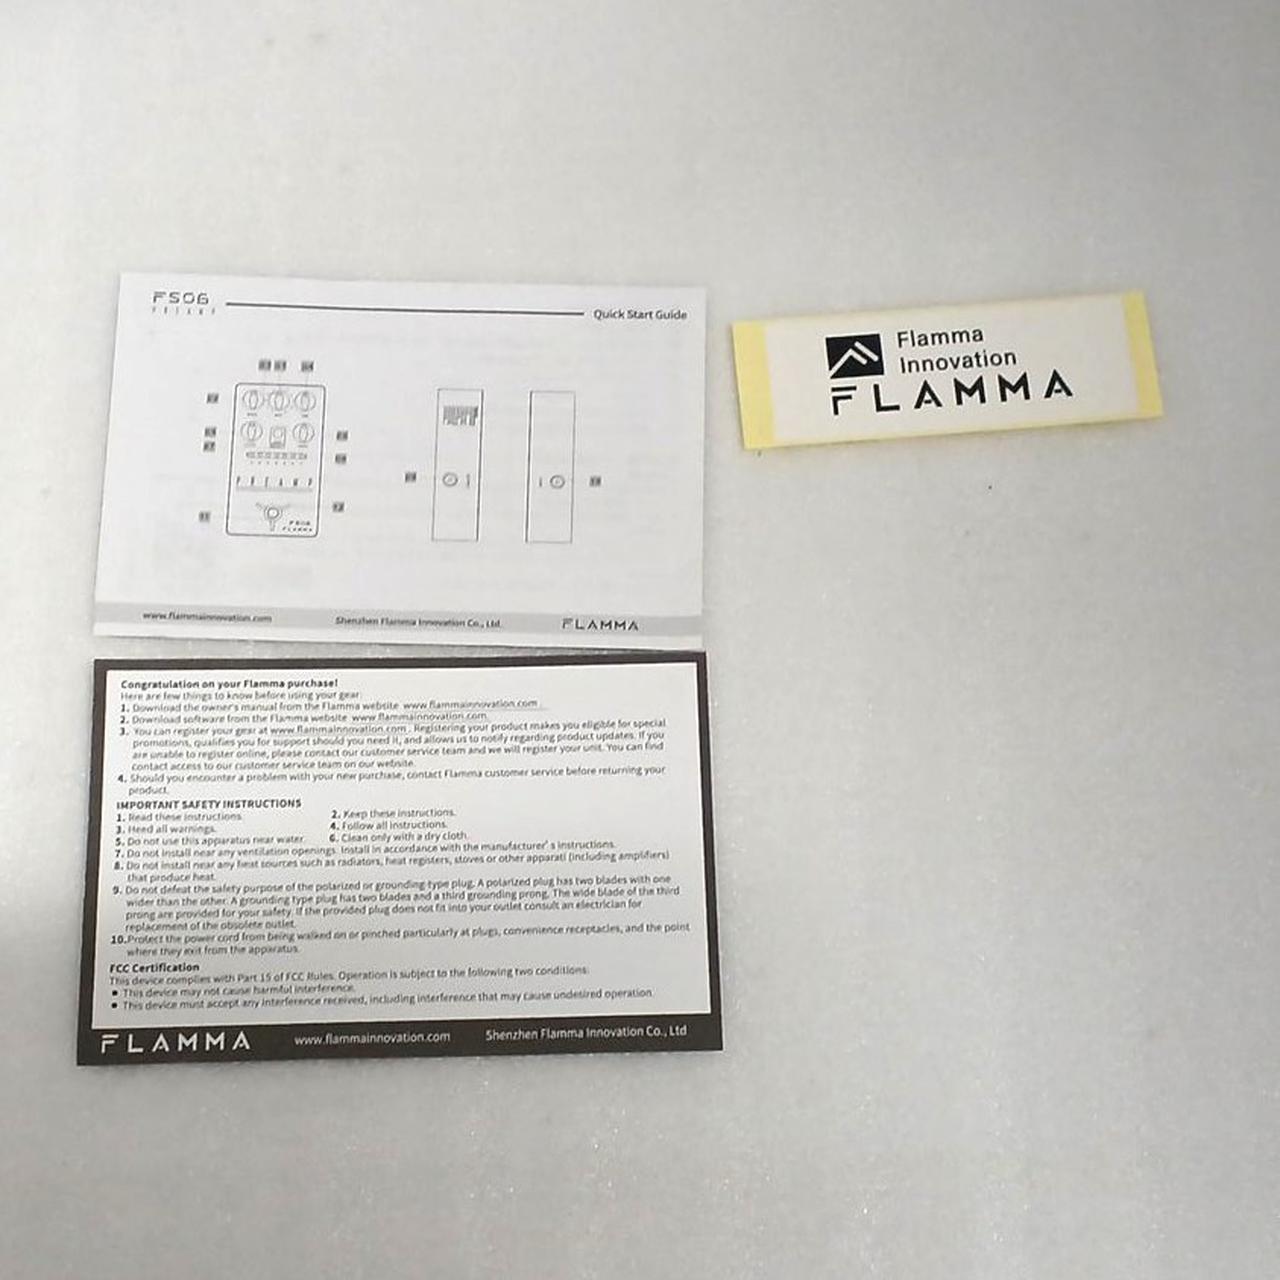 FS06
PREAMP
Quick Start Guide
PREAMP
FS06
FLAMMA
www.flammainnovation.com
Shenzhen Flamma Innovation Co., Ltd.
FLAMMA
Flamma
Innovation
FLAMMA
Congratulation on your Flamma purchase!
Here are few things to know before using your gear:
1. Download the owner's manual from the Flamma website www.flammainnovation.com
2. Download software from the Flamma website www.flammainnovation.com
3. You can register your gear at www.flammainnovation.com . Registering your product makes you eligible for special
promotions, qualifies you for support should you need it, and allows us to notify regarding product updates. If you
are unable to register online, please contact our customer service team and we will register your unit. You can find
contact access to our customer service team on our website.
4. Should you encounter a problem with your new purchase, contact Flamma customer service before returning your
product.
IMPORTANT SAFETY INSTRUCTIONS
1. Read these instructions.
2. Keep these instructions.
3. Heed all warnings.
4. Follow all instructions.
5. Do not use this apparatus near water.
6. Clean only with a dry cloth.
7. Do not install near any ventilation openings. Install in accordance with the manufacturer's instructions.
8. Do not install near any heat sources such as radiators, heat registers, stoves or other apparati (including amplifiers)
that produce heat.
9. Do not defeat the safety purpose of the polarized or grounding-type plug. A polarized plug has two blades with one
wider than the other. A grounding type plug has two blades and a third grounding prong. The wide blade of the third
prong are provided for your safety. If the provided plug does not fit into your outlet consult an electrician for
replacement of the obsolete outlet.
10.Protect the power cord from being walked on or pinched particularly at plugs, convenience receptacles, and the point
where they exit from the apparatus.
FCC Certification
This device complies with Part 15 of FCC Rules. Operation is subject to the following two conditions:
• This device may not cause harmful interference.
• This device must accept any interference received, including interference that may cause undesired operation.
FLAMMA
www.flammainnovation.com
Shenzhen Flamma Innovation Co., Ltd